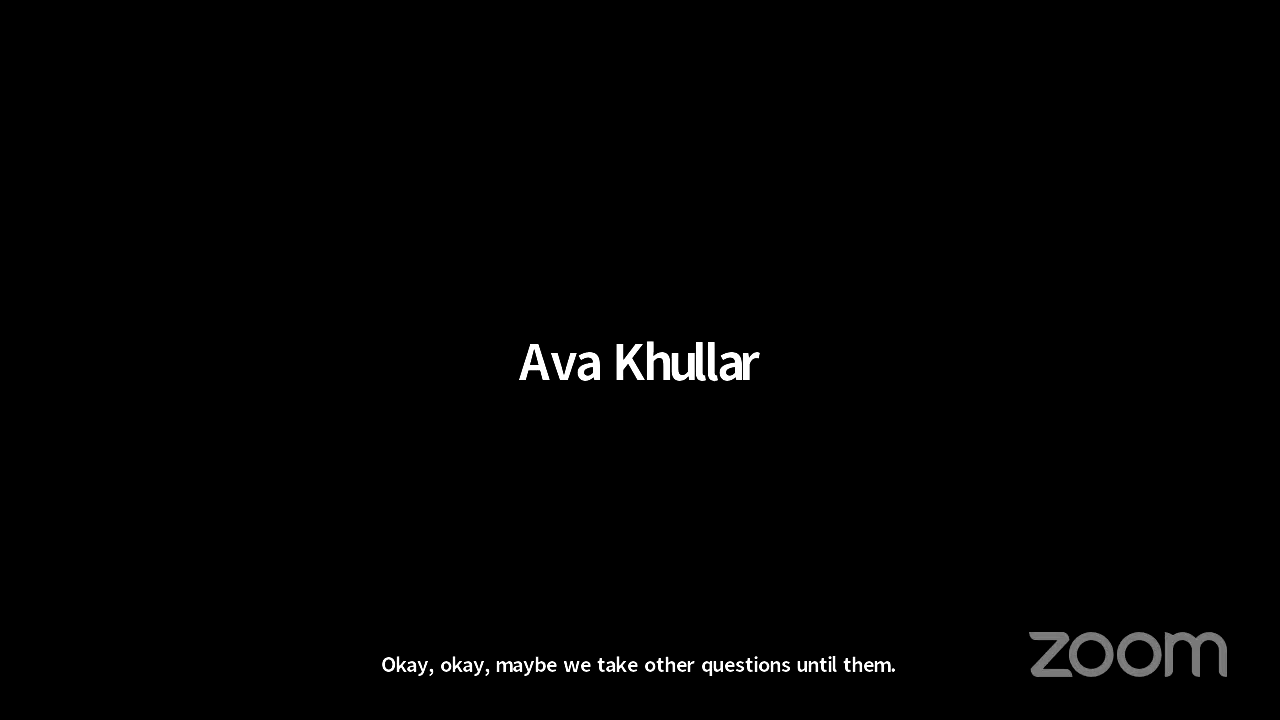 Ava Khullar
Okay, okay, maybe we take other questions until them.
zoom